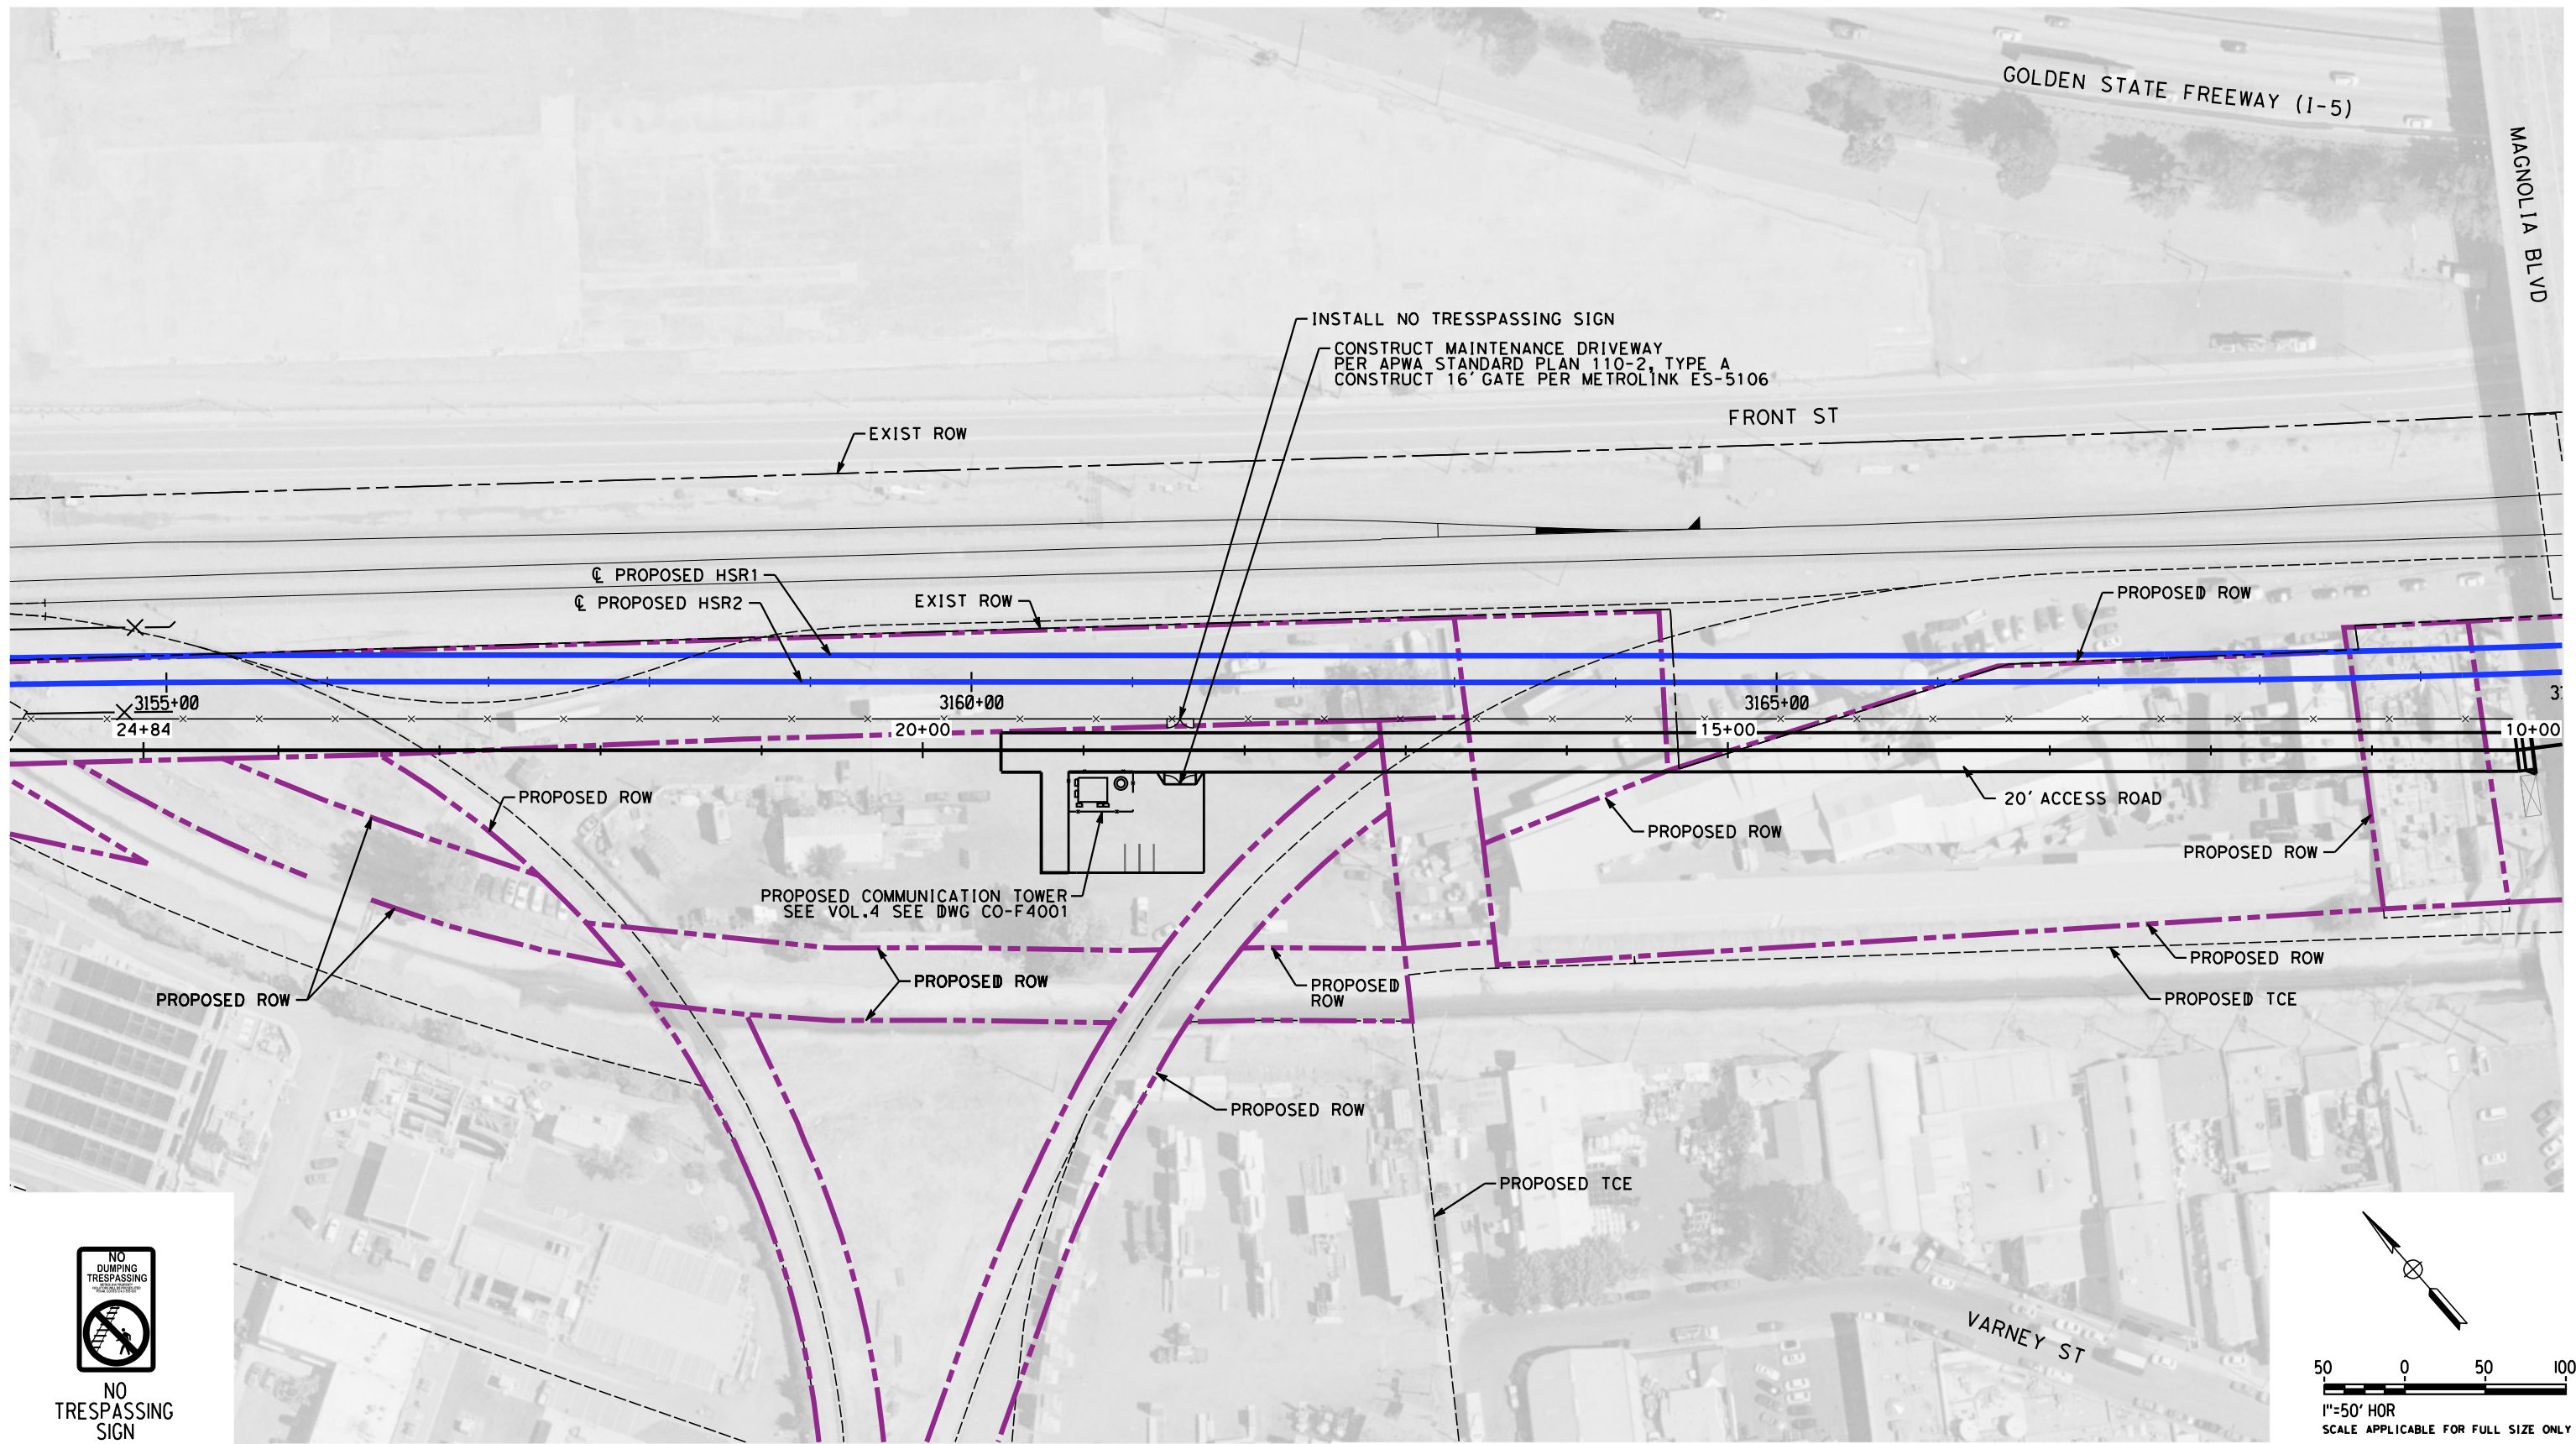 GOLDEN STATE FREEWAY (I-5)
MAGNOLIA BLVD
INSTALL NO TRESSPASSING SIGN
CONSTRUCT MAINTENANCE DRIVEWAY
PER APWA STANDARD PLAN 110-2, TYPE A
CONSTRUCT 16' GATE PER METROLINK ES-5106
FRONT ST
EXIST ROW
℄ PROPOSED HSR1
℄ PROPOSED HSR2
EXIST ROW
PROPOSED ROW
3155+00
3160+00
3165+00
24+84
20+00
15+00
10+00
PROPOSED ROW
20' ACCESS ROAD
PROPOSED ROW
PROPOSED ROW
PROPOSED COMMUNICATION TOWER
SEE VOL.4 SEE DWG CO-F4001
PROPOSED ROW
PROPOSED ROW
PROPOSED
ROW
PROPOSED ROW
PROPOSED TCE
PROPOSED ROW
PROPOSED TCE
VARNEY ST
NO
DUMPING
TRESPASSING
NO
TRESPASSING
SIGN
50 0 50 100
1"=50' HOR
SCALE APPLICABLE FOR FULL SIZE ONLY